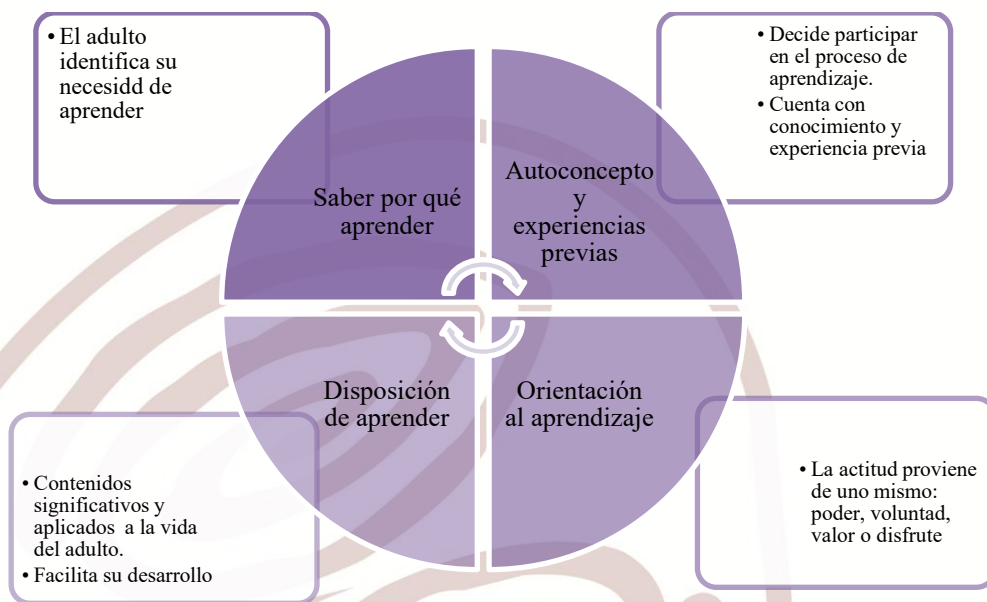 • El adulto
identifica su
necesidd de
aprender
• Decide participar
en el proceso de
aprendizaje.
• Cuenta con
conocimiento y
experiencia previa
Saber por qué
aprender
Autoconcepto
y
experiencias
previas
Disposición
de aprender
Orientación
al aprendizaje
• Contenidos
significativos y
aplicados a la vida
del adulto.
• Facilita su desarrollo
• La actitud proviene
de uno mismo:
poder, voluntad,
valor o disfrute